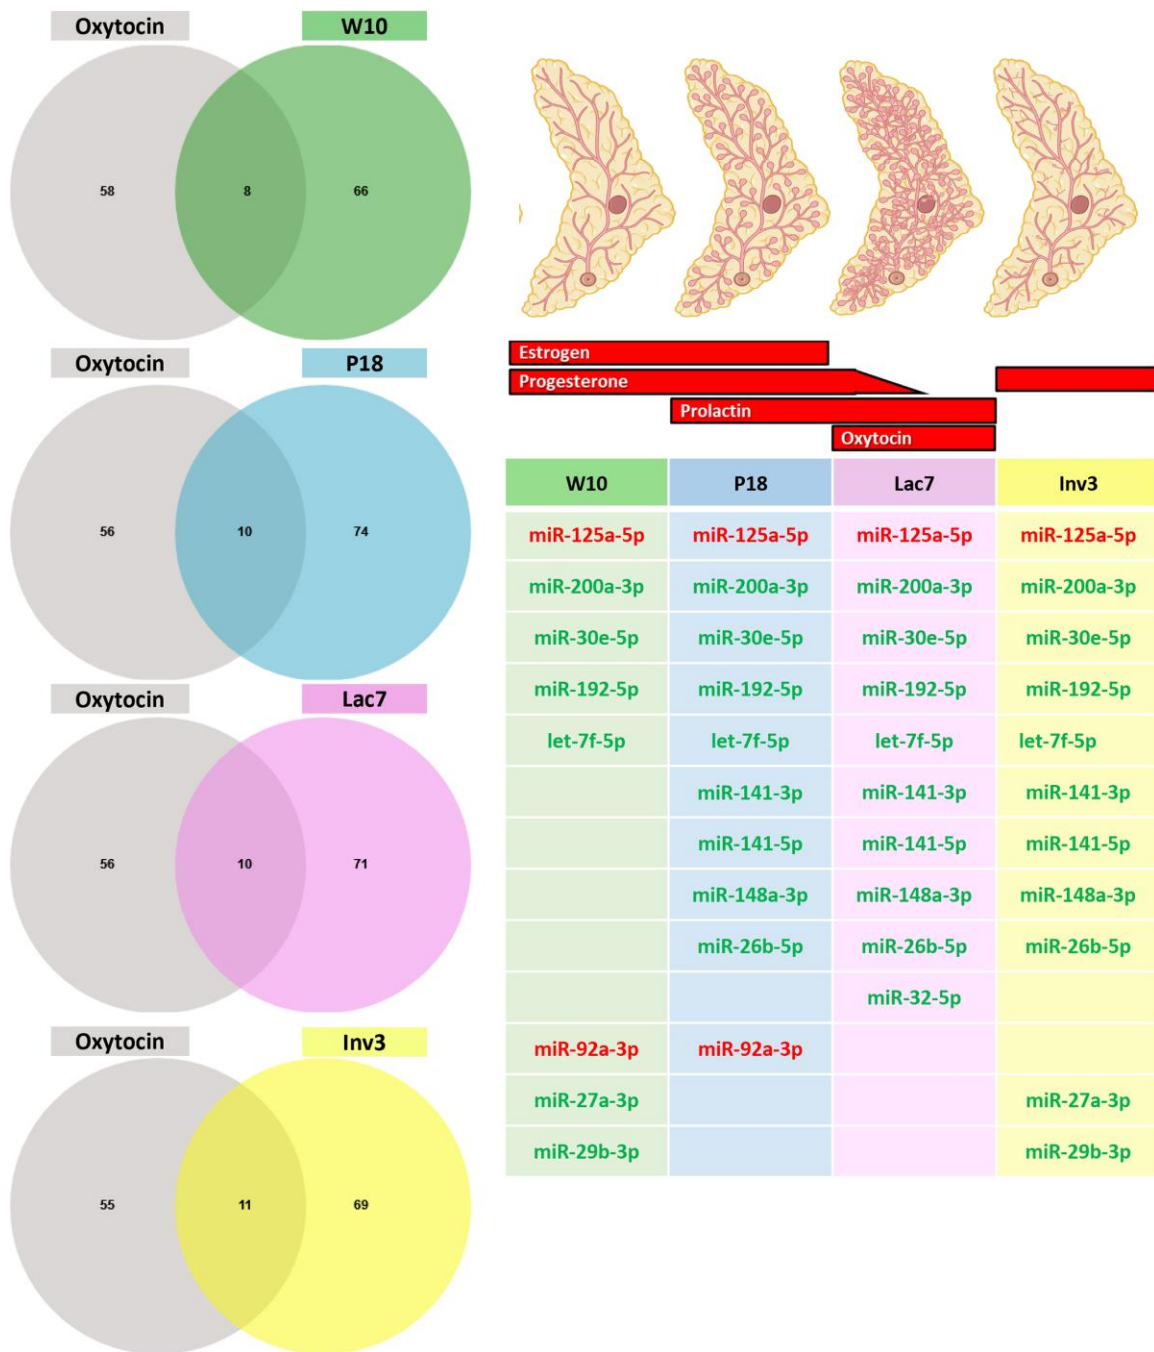 Oxytocin W10
58 8 66
Oxytocin P18
56 10 74
Oxytocin Lac7
56 10 71
Oxytocin Inv3
55 11 69
Estrogen
Progesterone
Prolactin
Oxytocin
W10 P18 Lac7 Inv3
miR-125a-5p miR-125a-5p miR-125a-5p miR-125a-5p
miR-200a-3p miR-200a-3p miR-200a-3p miR-200a-3p
miR-30e-5p miR-30e-5p miR-30e-5p miR-30e-5p
miR-192-5p miR-192-5p miR-192-5p miR-192-5p
let-7f-5p let-7f-5p let-7f-5p let-7f-5p
miR-141-3p miR-141-3p miR-141-3p
miR-141-5p miR-141-5p miR-141-5p
miR-148a-3p miR-148a-3p miR-148a-3p
miR-26b-5p miR-26b-5p miR-26b-5p
miR-32-5p
miR-92a-3p miR-92a-3p
miR-27a-3p miR-27a-3p
miR-29b-3p miR-29b-3p